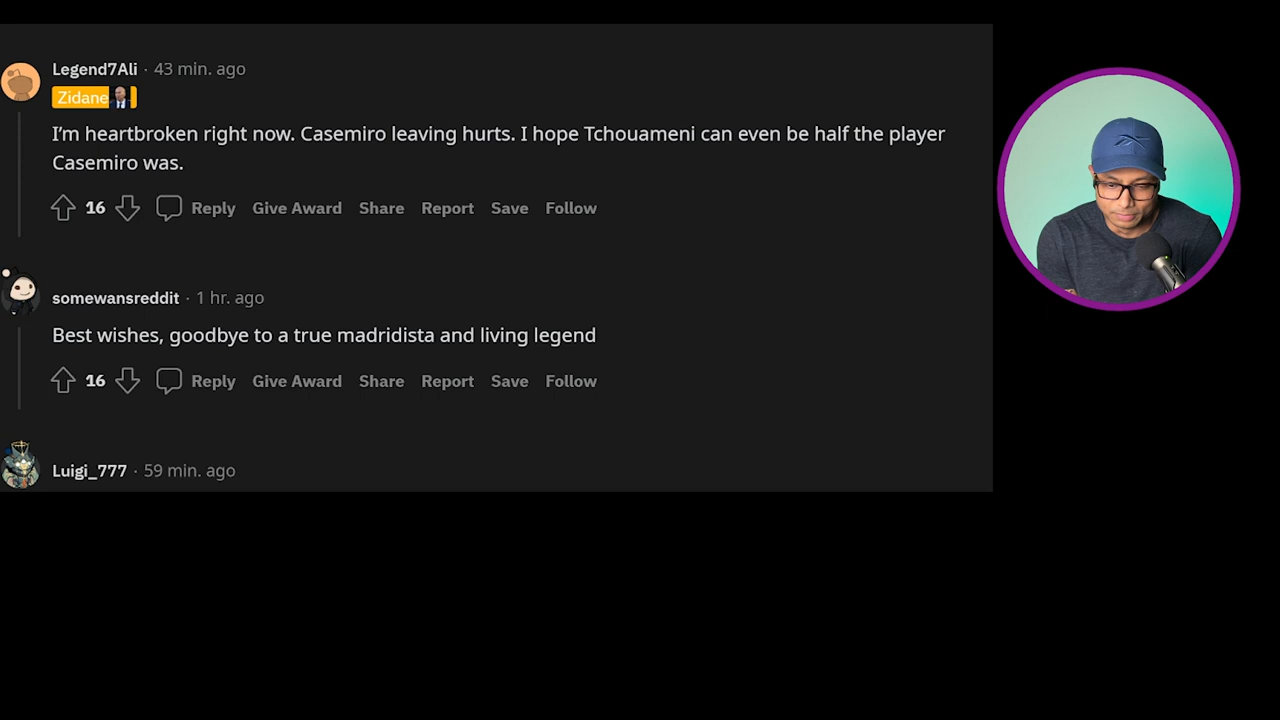 Legend7Ali · 43 min. ago
Zidane
I'm heartbroken right now. Casemiro leaving hurts. I hope Tchouameni can even be half the player
Casemiro was.
16 Reply Give Award Share Report Save Follow
somewansreddit · 1 hr. ago
Best wishes, goodbye to a true madridista and living legend
16 Reply Give Award Share Report Save Follow
Luigi_777 · 59 min. ago